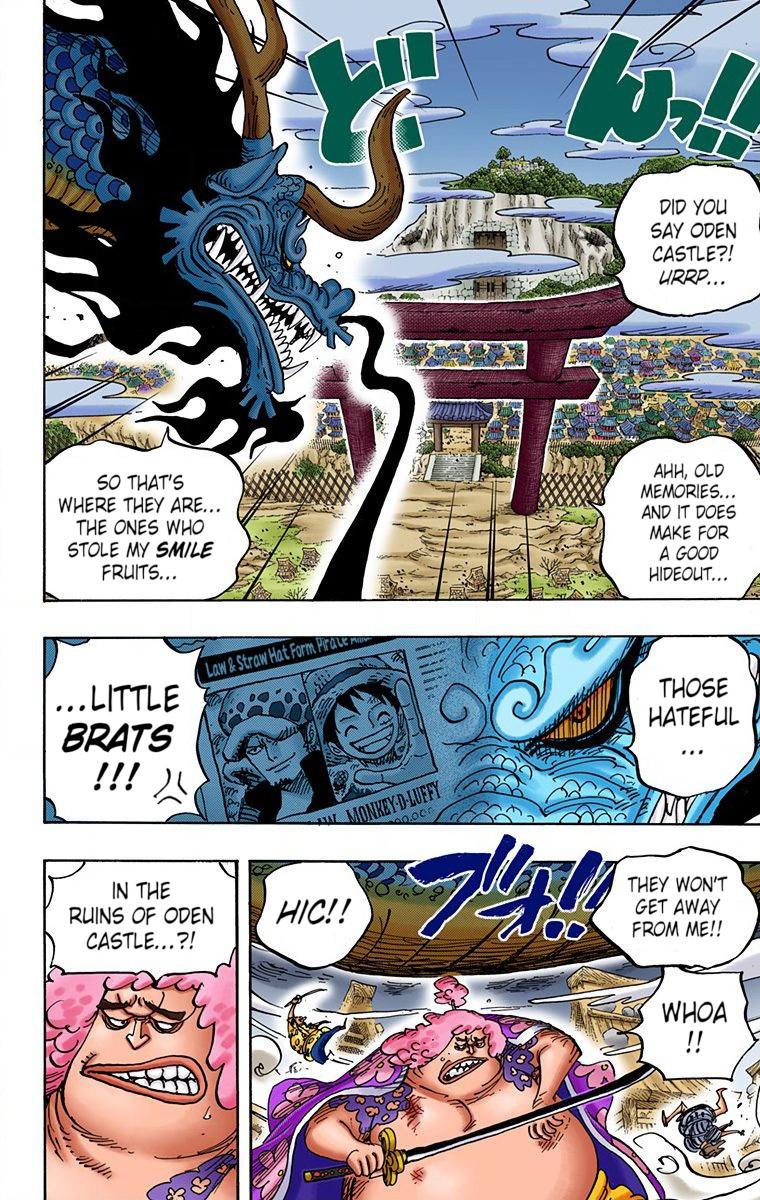 ど
んっ!!
DID YOU
SAY ODEN
CASTLE?!
URRP...
AHH, OLD
MEMORIES...
AND IT DOES
MAKE FOR
A GOOD
HIDEOUT...
SO THAT'S
WHERE THEY ARE...
THE ONES WHO
STOLE MY SMILE
FRUITS...
THOSE
HATEFUL
...
Law & Straw Hat Form Pirate
MONKEY·D·LUFFY
...LITTLE
BRATS
!!!
THEY WON'T
GET AWAY
FROM ME!!
WHOA
!!
ブオ!!
HIC!!
IN THE
RUINS OF ODEN
CASTLE...?!